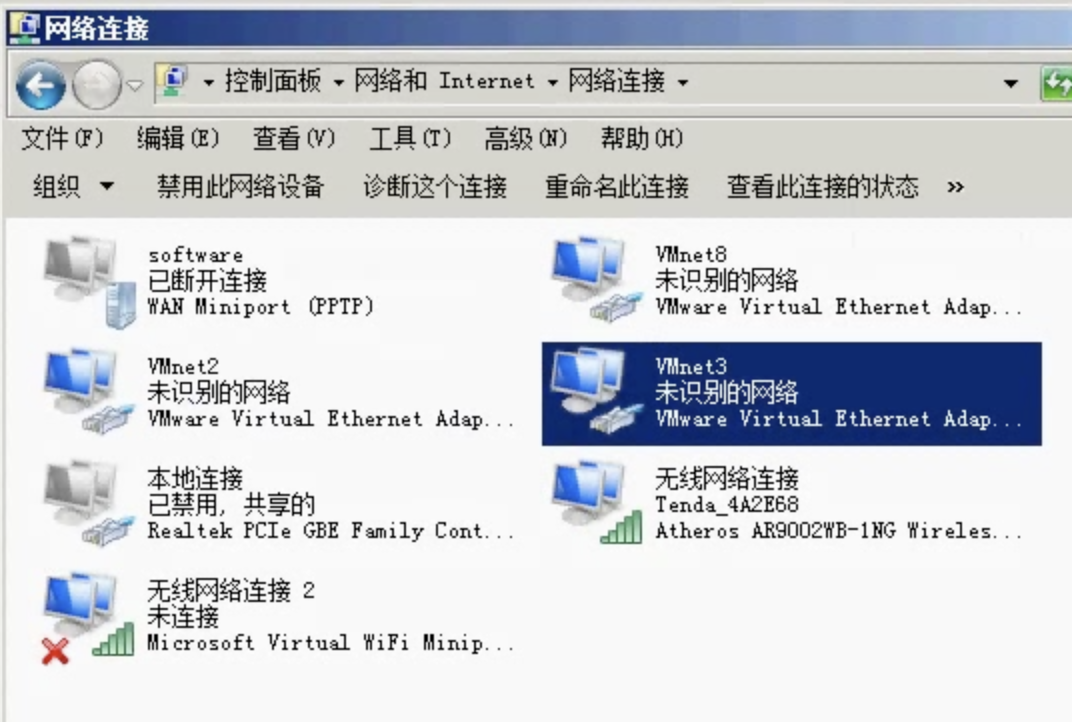 网络连接
控制面板 网络和 Internet 网络连接
文件(F) 编辑(E) 查看(V) 工具(T) 高级(N) 帮助(H)
组织 禁用此网络设备 诊断这个连接 重命名此连接 查看此连接的状态 »
software
已断开连接
WAN Miniport (PPTP)
VMnet8
未识别的网络
VMware Virtual Ethernet Adap...
VMnet2
未识别的网络
VMware Virtual Ethernet Adap...
VMnet3
未识别的网络
VMware Virtual Ethernet Adap...
本地连接
已禁用, 共享的
Realtek PCIe GBE Family Cont...
无线网络连接
Tenda_4A2E68
Atheros AR9002WB-1NG Wireles...
无线网络连接 2
未连接
Microsoft Virtual WiFi Minip...